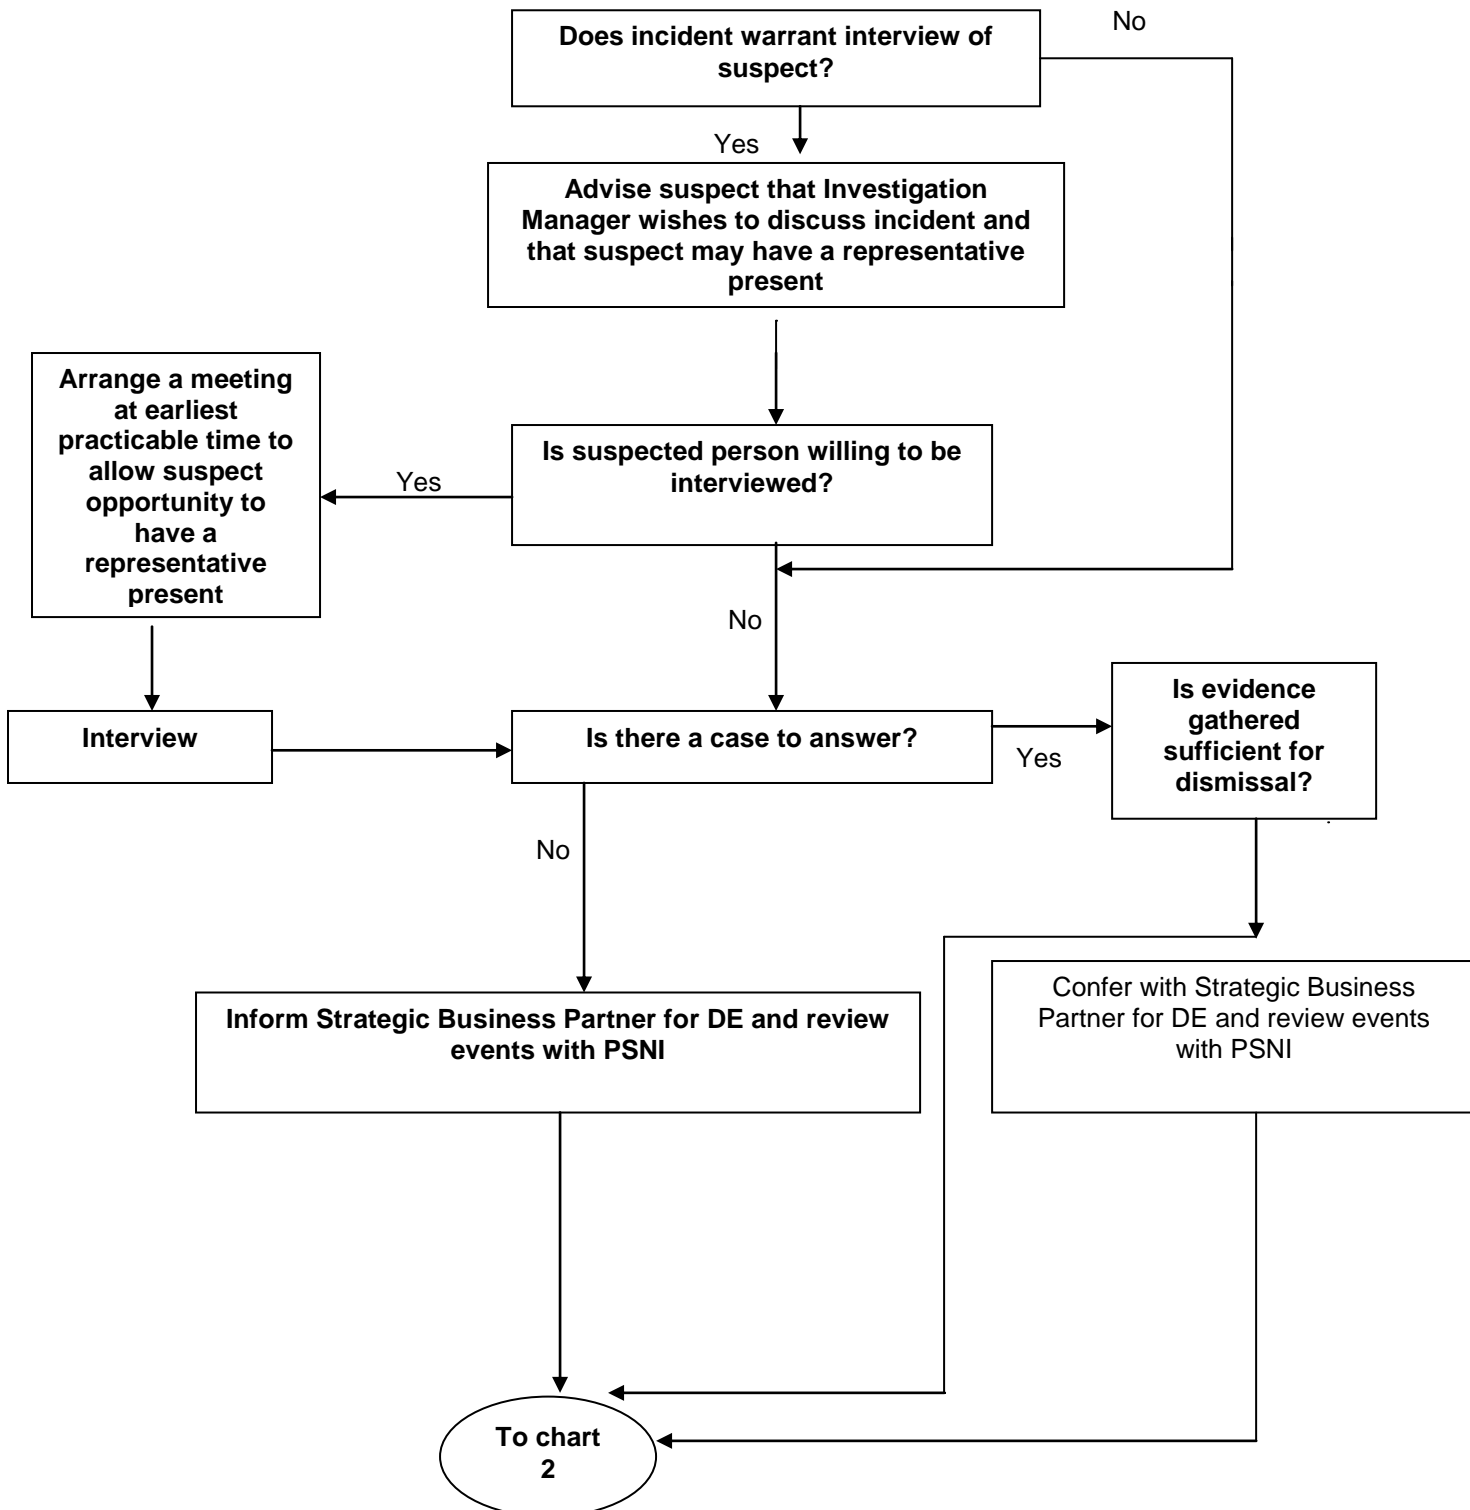 Does incident warrant interview of
suspect?
No
Yes
Advise suspect that Investigation
Manager wishes to discuss incident and
that suspect may have a representative
present
Arrange a meeting
at earliest
practicable time to
allow suspect
opportunity to
have a
representative
present
Yes
Is suspected person willing to be
interviewed?
No
Interview
Is there a case to answer?
Yes
Is evidence
gathered
sufficient for
dismissal?
No
Inform Strategic Business Partner for DE and review
events with PSNI
Confer with Strategic Business
Partner for DE and review events
with PSNI
To chart
2